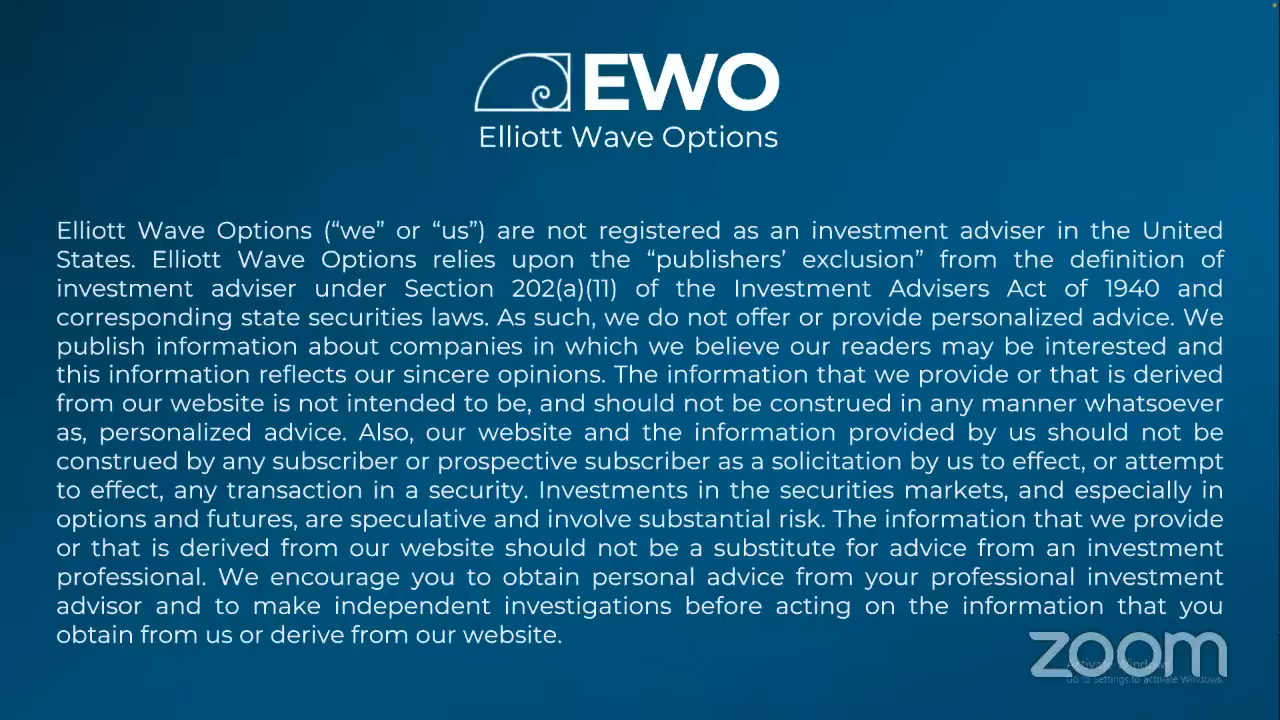 EWO
Elliott Wave Options
Elliott Wave Options (“we” or “us”) are not registered as an investment adviser in the United
States. Elliott Wave Options relies upon the “publishers’ exclusion” from the definition of
investment adviser under Section 202(a)(11) of the Investment Advisers Act of 1940 and
corresponding state securities laws. As such, we do not offer or provide personalized advice. We
publish information about companies in which we believe our readers may be interested and
this information reflects our sincere opinions. The information that we provide or that is derived
from our website is not intended to be, and should not be construed in any manner whatsoever
as, personalized advice. Also, our website and the information provided by us should not be
construed by any subscriber or prospective subscriber as a solicitation by us to effect, or attempt
to effect, any transaction in a security. Investments in the securities markets, and especially in
options and futures, are speculative and involve substantial risk. The information that we provide
or that is derived from our website should not be a substitute for advice from an investment
professional. We encourage you to obtain personal advice from your professional investment
advisor and to make independent investigations before acting on the information that you
obtain from us or derive from our website.
zoom
Activate Windows
Go to Settings to activate Windows.